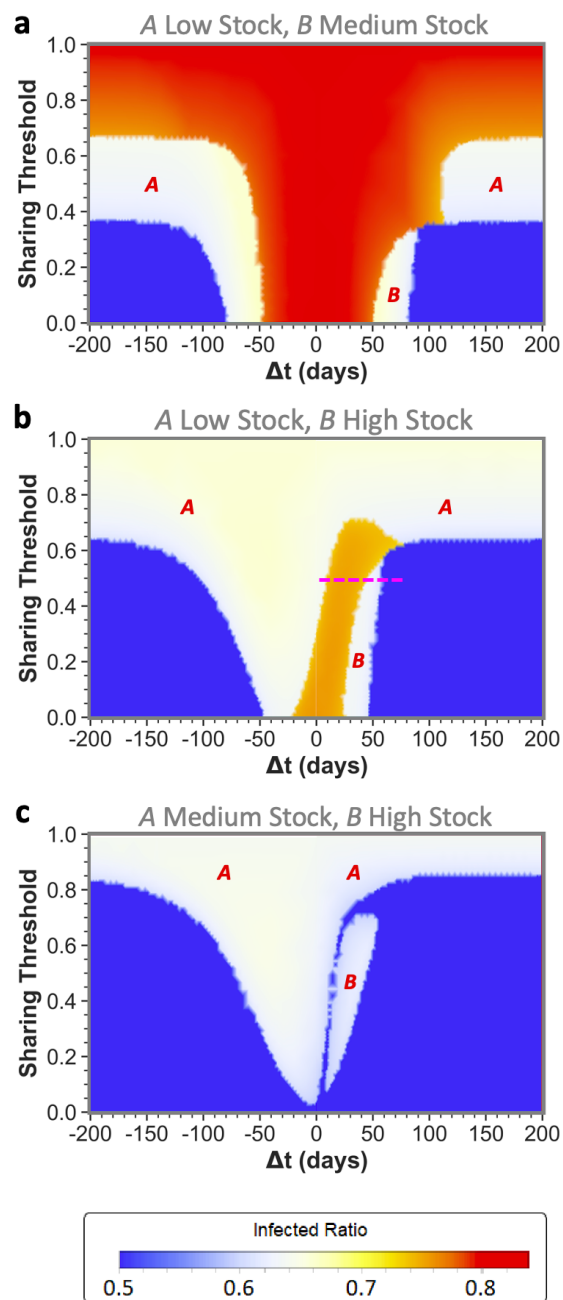 a
A Low Stock, B Medium Stock
1.0
0.8
0.6
0.4
0.2
0.0
Sharing Threshold
A
A
B
-200 -150 -100 -50 0 50 100 150 200
Δt (days)
b
A Low Stock, B High Stock
1.0
0.8
0.6
0.4
0.2
0.0
Sharing Threshold
A
A
B
-200 -150 -100 -50 0 50 100 150 200
Δt (days)
c
A Medium Stock, B High Stock
1.0
0.8
0.6
0.4
0.2
0.0
Sharing Threshold
A
A
B
-200 -150 -100 -50 0 50 100 150 200
Δt (days)
Infected Ratio
0.5 0.6 0.7 0.8